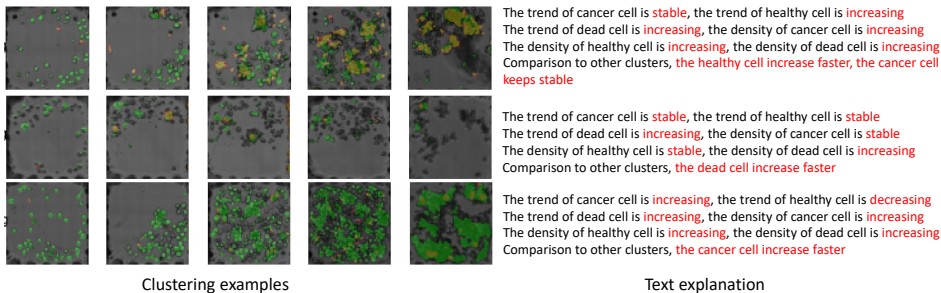 The trend of cancer cell is stable, the trend of healthy cell is increasing
The trend of dead cell is increasing, the density of cancer cell is increasing
The density of healthy cell is increasing, the density of dead cell is increasing
Comparison to other clusters, the healthy cell increase faster, the cancer cell
keeps stable
The trend of cancer cell is stable, the trend of healthy cell is stable
The trend of dead cell is increasing, the density of cancer cell is stable
The density of healthy cell is stable, the density of dead cell is increasing
Comparison to other clusters, the dead cell increase faster
The trend of cancer cell is increasing, the trend of healthy cell is decreasing
The trend of dead cell is increasing, the density of cancer cell is increasing
The density of healthy cell is increasing, the density of dead cell is increasing
Comparison to other clusters, the cancer cell increase faster
Clustering examples
Text explanation